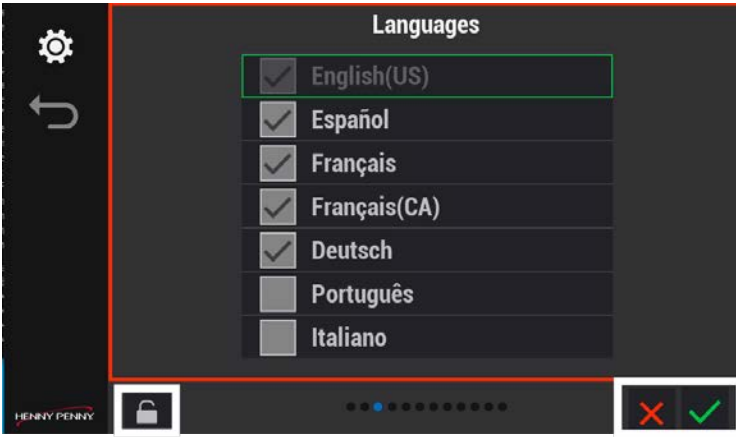 Languages
English(US)
Español
Français
Français(CA)
Deutsch
Português
Italiano
HENNY PENNY